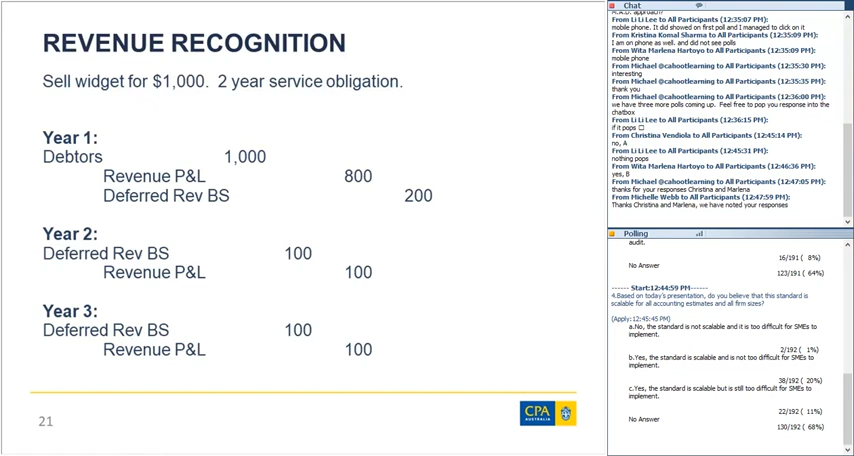 REVENUE RECOGNITION
Sell widget for $1,000. 2 year service obligation.
Year 1:
Debtors 1,000
Revenue P&L 800
Deferred Rev BS 200
Year 2:
Deferred Rev BS 100
Revenue P&L 100
Year 3:
Deferred Rev BS 100
Revenue P&L 100
21
CPA
AUSTRALIA
Chat
approach?
From Li Li Lee to All Participants (12:35:07 PM):
mobile phone. It did showed on first poll and I managed to click on it
From Kristina Komal Sharma to All Participants (12:35:09 PM):
I am on phone as well. and did not see polls
From Wita Marlena Hartoyo to All Participants (12:35:09 PM):
mobile phone
From Michael @cahootlearning to All Participants (12:35:30 PM):
interesting
From Michael @cahootlearning to All Participants (12:35:35 PM):
thank you
From Michael @cahootlearning to All Participants (12:36:00 PM):
we have three more polls coming up. Feel free to pop you response into the
chatbox
From Li Li Lee to All Participants (12:36:15 PM):
if it pops □
From Christina Vendiola to All Participants (12:45:14 PM):
no, A
From Li Li Lee to All Participants (12:45:31 PM):
nothing pops
From Wita Marlena Hartoyo to All Participants (12:46:36 PM):
yes, B
From Michael @cahootlearning to All Participants (12:47:05 PM):
thanks for your responses Christina and Marlena
From Michelle Webb to All Participants (12:47:59 PM):
Thanks Christina and Marlena, we have noted your responses
Polling
audit.
16/191 ( 8%)
No Answer
123/191 ( 64%)
------ Start:12:44:59 PM------
4.Based on today's presentation, do you believe that this standard is
scalable for all accounting estimates and all firm sizes?
(Apply:12:45:45 PM)
a.No, the standard is not scalable and it is too difficult for SMEs to
implement.
2/192 ( 1%)
b.Yes, the standard is scalable and is not too difficult for SMEs to
implement.
38/192 ( 20%)
c.Yes, the standard is scalable but is still too difficult for SMEs to
implement.
22/192 ( 11%)
No Answer
130/192 ( 68%)